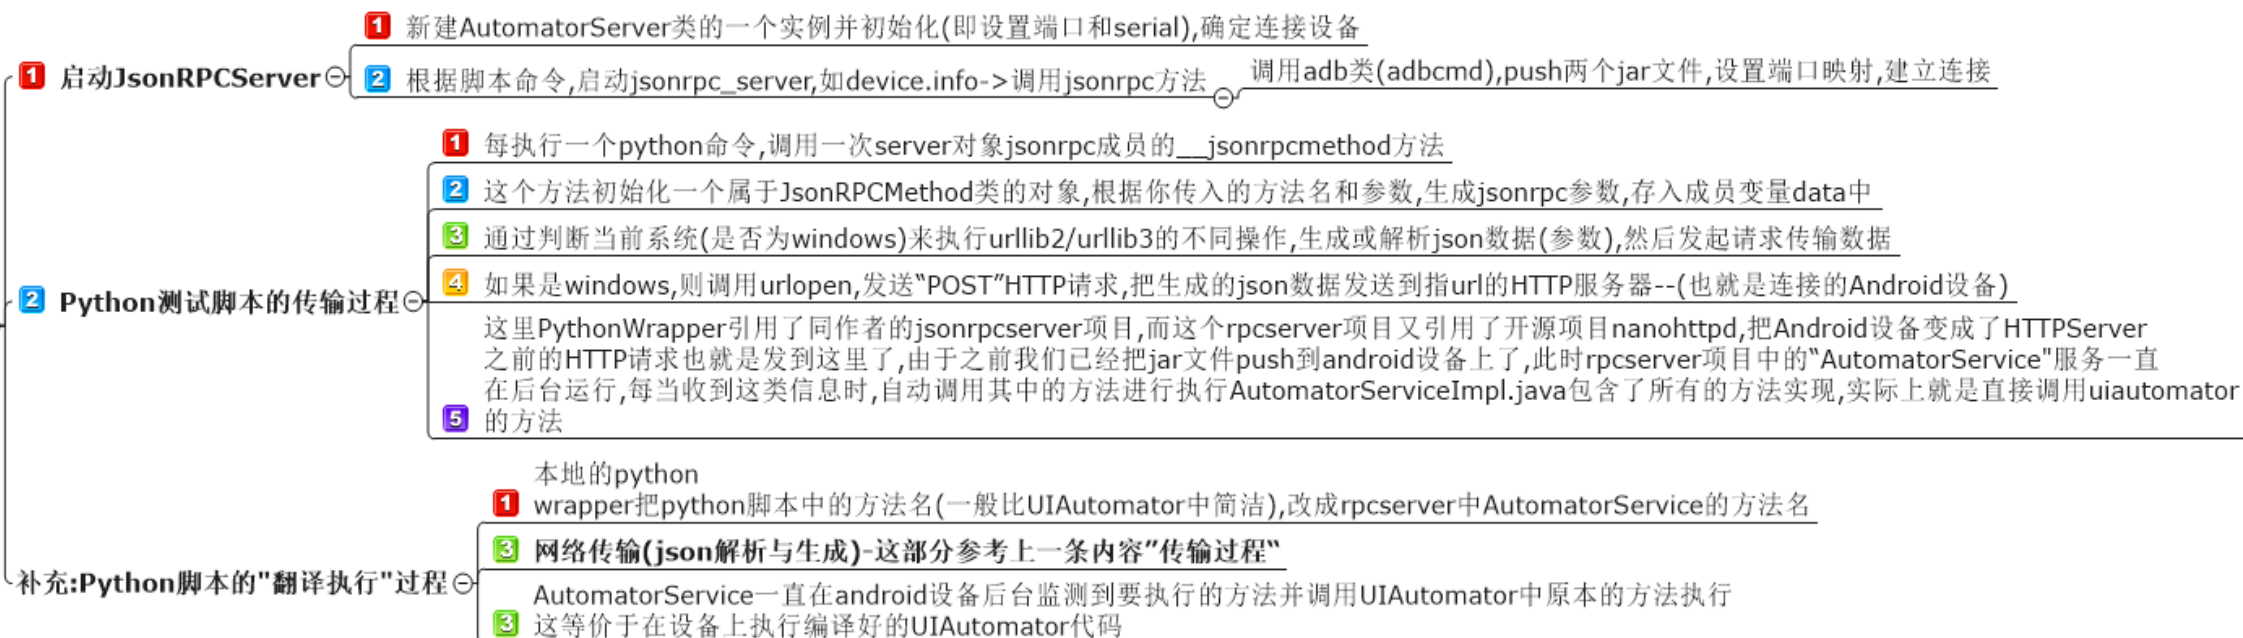 1 新建AutomatorServer类的一个实例并初始化(即设置端口和serial),确定连接设备
1 启动JsonRPCServer
2 根据脚本命令,启动jsonrpc_server,如device.info->调用jsonrpc方法
调用adb类(adbcmd),push两个jar文件,设置端口映射,建立连接
1 每执行一个python命令,调用一次server对象jsonrpc成员的__jsonrpcmethod方法
2 这个方法初始化一个属于JsonRPCMethod类的对象,根据你传入的方法名和参数,生成jsonrpc参数,存入成员变量data中
3 通过判断当前系统(是否为windows)来执行urllib2/urllib3的不同操作,生成或解析json数据(参数),然后发起请求传输数据
4 如果是windows,则调用urlopen,发送“POST”HTTP请求,把生成的json数据发送到指url的HTTP服务器--(也就是连接的Android设备)
2 Python测试脚本的传输过程
这里PythonWrapper引用了同作者的jsonrpcserver项目,而这个rpcserver项目又引用了开源项目nanohttpd,把Android设备变成了HTTPServer
之前的HTTP请求也就是发到这里了,由于之前我们已经把jar文件push到android设备上了,此时rpcserver项目中的“AutomatorService"服务一直
在后台运行,每当收到这类信息时,自动调用其中的方法进行执行AutomatorServiceImpl.java包含了所有的方法实现,实际上就是直接调用uiautomator
5 的方法
本地的python
1 wrapper把python脚本中的方法名(一般比UIAutomator中简洁),改成rpcserver中AutomatorService的方法名
3 网络传输(json解析与生成)-这部分参考上一条内容”传输过程“
补充:Python脚本的"翻译执行"过程
AutomatorService一直在android设备后台监测到要执行的方法并调用UIAutomator中原本的方法执行
3 这等价于在设备上执行编译好的UIAutomator代码